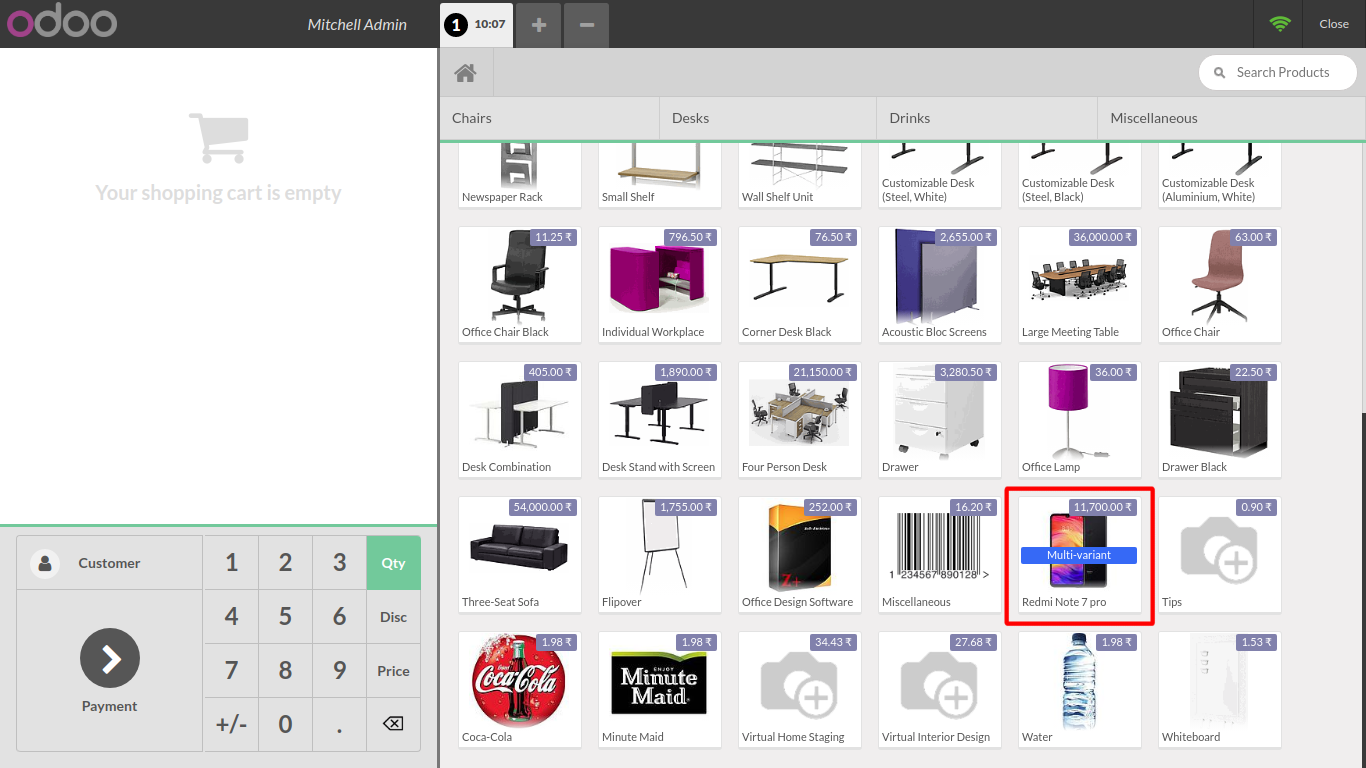 odoo
Mitchell Admin
1 10:07
Close
Search Products
Chairs
Desks
Drinks
Miscellaneous
Your shopping cart is empty
Newspaper Rack
Small Shelf
Wall Shelf Unit
Customizable Desk
(Steel, White)
Customizable Desk
(Steel, Black)
Customizable Desk
(Aluminium, White)
11.25 ₹
Office Chair Black
796.50 ₹
Individual Workplace
76.50 ₹
Corner Desk Black
2,655.00 ₹
Acoustic Bloc Screens
36,000.00 ₹
Large Meeting Table
63.00 ₹
Office Chair
405.00 ₹
Desk Combination
1,890.00 ₹
Desk Stand with Screen
21,150.00 ₹
Four Person Desk
3,280.50 ₹
Drawer
36.00 ₹
Office Lamp
22.50 ₹
Drawer Black
54,000.00 ₹
Three-Seat Sofa
1,755.00 ₹
Flipover
252.00 ₹
Z+
Office Design Software
16.20 ₹
1 234567 890128 >
Miscellaneous
11,700.00 ₹
Multi-variant
Redmi Note 7 pro
0.90 ₹
Tips
1.98 ₹
Coca-Cola
Coca-Cola
1.98 ₹
ENJOY
Minute
Maid
Minute Maid
34.43 ₹
Virtual Home Staging
27.68 ₹
Virtual Interior Design
1.98 ₹
Water
1.53 ₹
Whiteboard
Customer
Payment
1 2 3 Qty
4 5 6 Disc
7 8 9 Price
+/- 0 .